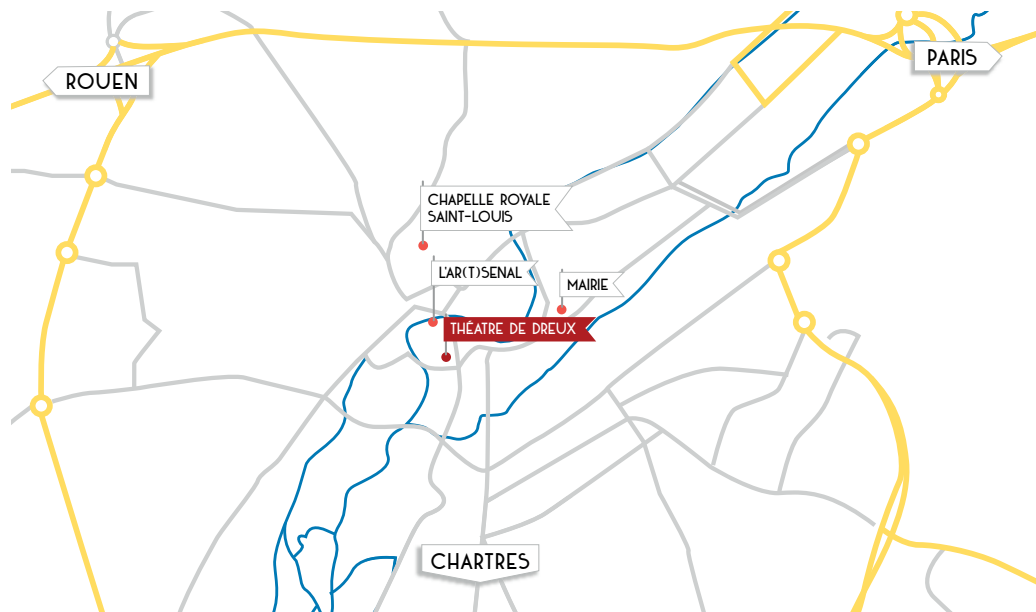 PARIS
ROUEN
CHAPELLE ROYALE
SAINT-LOUIS
L'AR(T)SENAL
MAIRIE
THÉATRE DE DREUX
CHARTRES